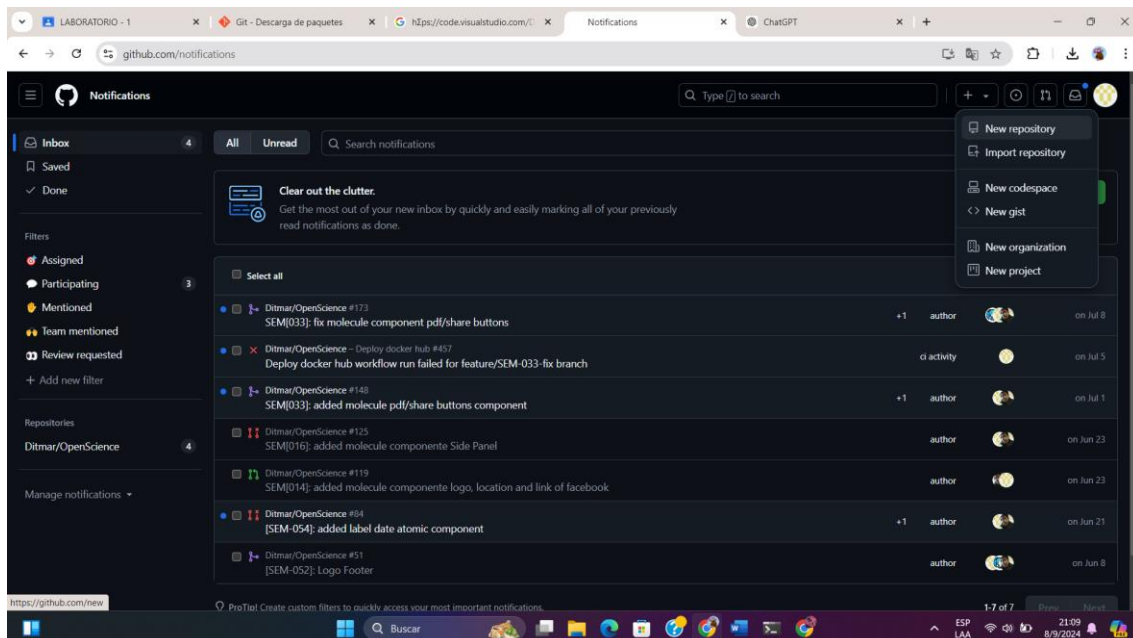 LABORATORIO - 1
Git - Descarga de paquetes
hΣps://code.visualstudio.com/D
Notifications
ChatGPT
github.com/notifications
Notifications
Type / to search
New repository
Import repository
New codespace
New gist
New organization
New project
Inbox 4
Saved
Done
Filters
Assigned
Participating 3
Mentioned
Team mentioned
Review requested
+ Add new filter
Repositories
Ditmar/OpenScience 4
Manage notifications
All Unread Search notifications
Clear out the clutter.
Get the most out of your new inbox by quickly and easily marking all of your previously
read notifications as done.
Select all
Ditmar/OpenScience #173
SEM[033]: fix molecule component pdf/share buttons +1 author on Jul 8
Ditmar/OpenScience – Deploy docker hub #457
Deploy docker hub workflow run failed for feature/SEM-033-fix branch ci activity on Jul 5
Ditmar/OpenScience #148
SEM[033]: added molecule pdf/share buttons component +1 author on Jul 1
Ditmar/OpenScience #125
SEM[016]: added molecule componente Side Panel author on Jun 23
Ditmar/OpenScience #119
SEM[014]: added molecule componente logo, location and link of facebook author on Jun 23
Ditmar/OpenScience #84
[SEM-054]: added label date atomic component +1 author on Jun 21
Ditmar/OpenScience #51
[SEM-052]: Logo Footer author on Jun 8
ProTip! Create custom filters to quickly access your most important notifications.
1-7 of 7 Prev Next
https://github.com/new
Buscar
ESP
LAA
21:09
8/9/2024